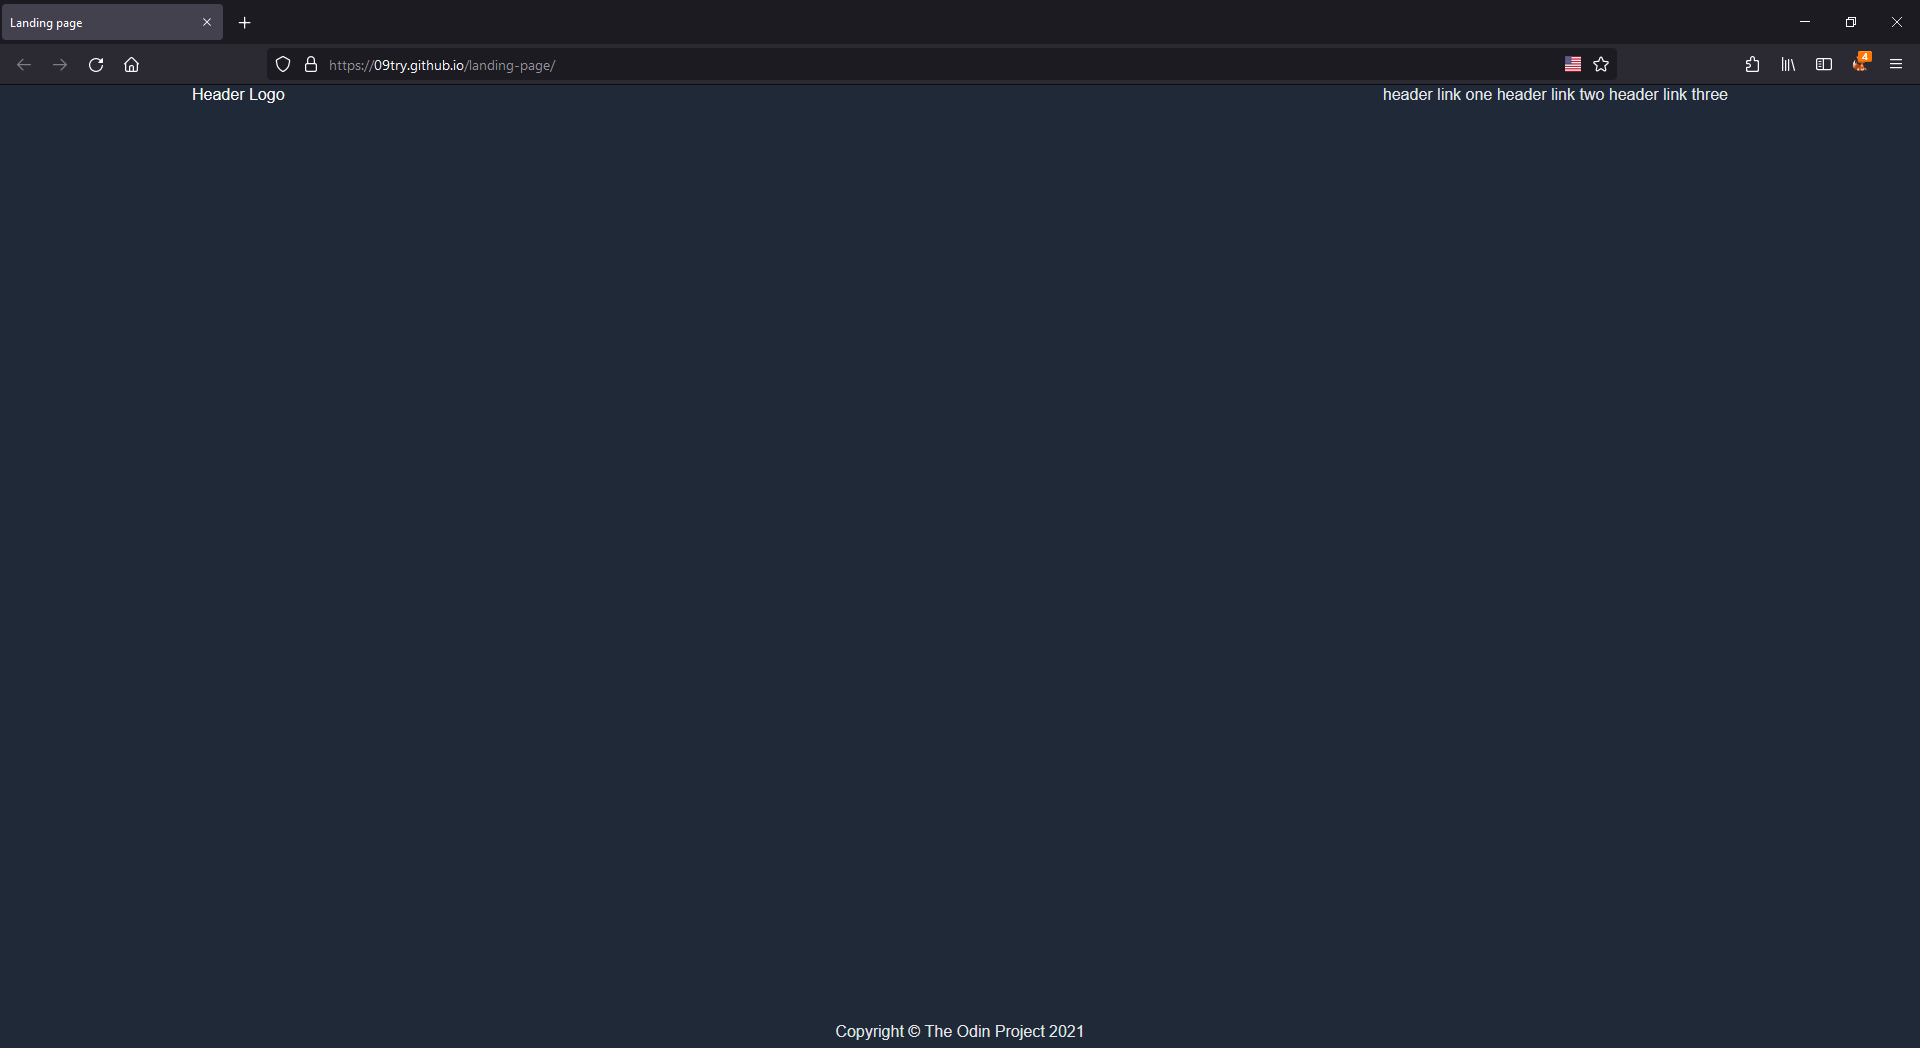 Landing page
https://09try.github.io/landing-page/
4
Header Logo
header link one header link two header link three
Copyright © The Odin Project 2021